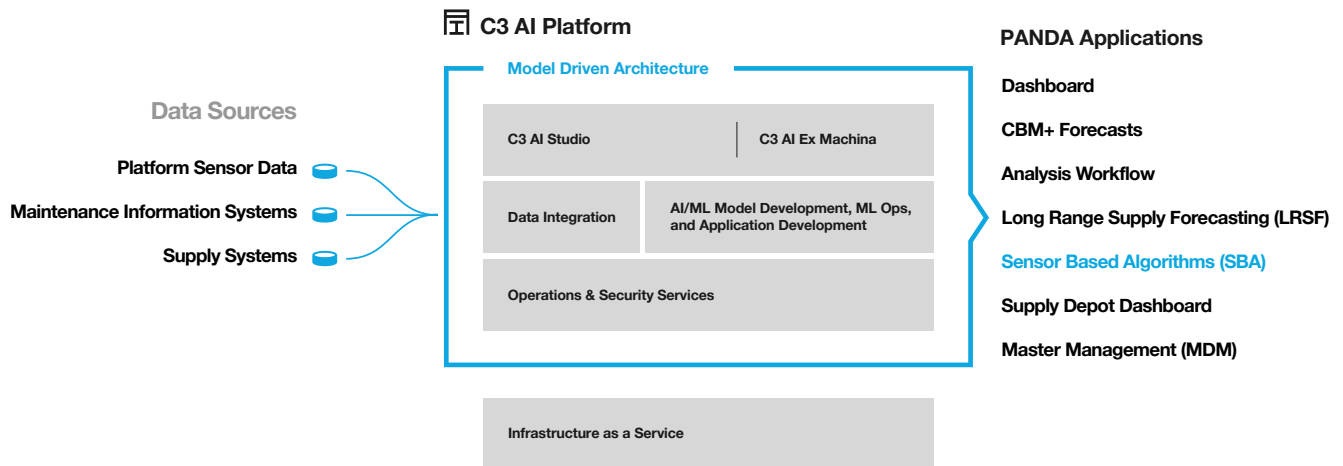 C3 AI Platform
Model Driven Architecture
Data Sources
Platform Sensor Data
Maintenance Information Systems
Supply Systems
C3 AI Studio
C3 AI Ex Machina
Data Integration
AI/ML Model Development, ML Ops,
and Application Development
Operations & Security Services
Infrastructure as a Service
PANDA Applications
Dashboard
CBM+ Forecasts
Analysis Workflow
Long Range Supply Forecasting (LRSF)
Sensor Based Algorithms (SBA)
Supply Depot Dashboard
Master Management (MDM)